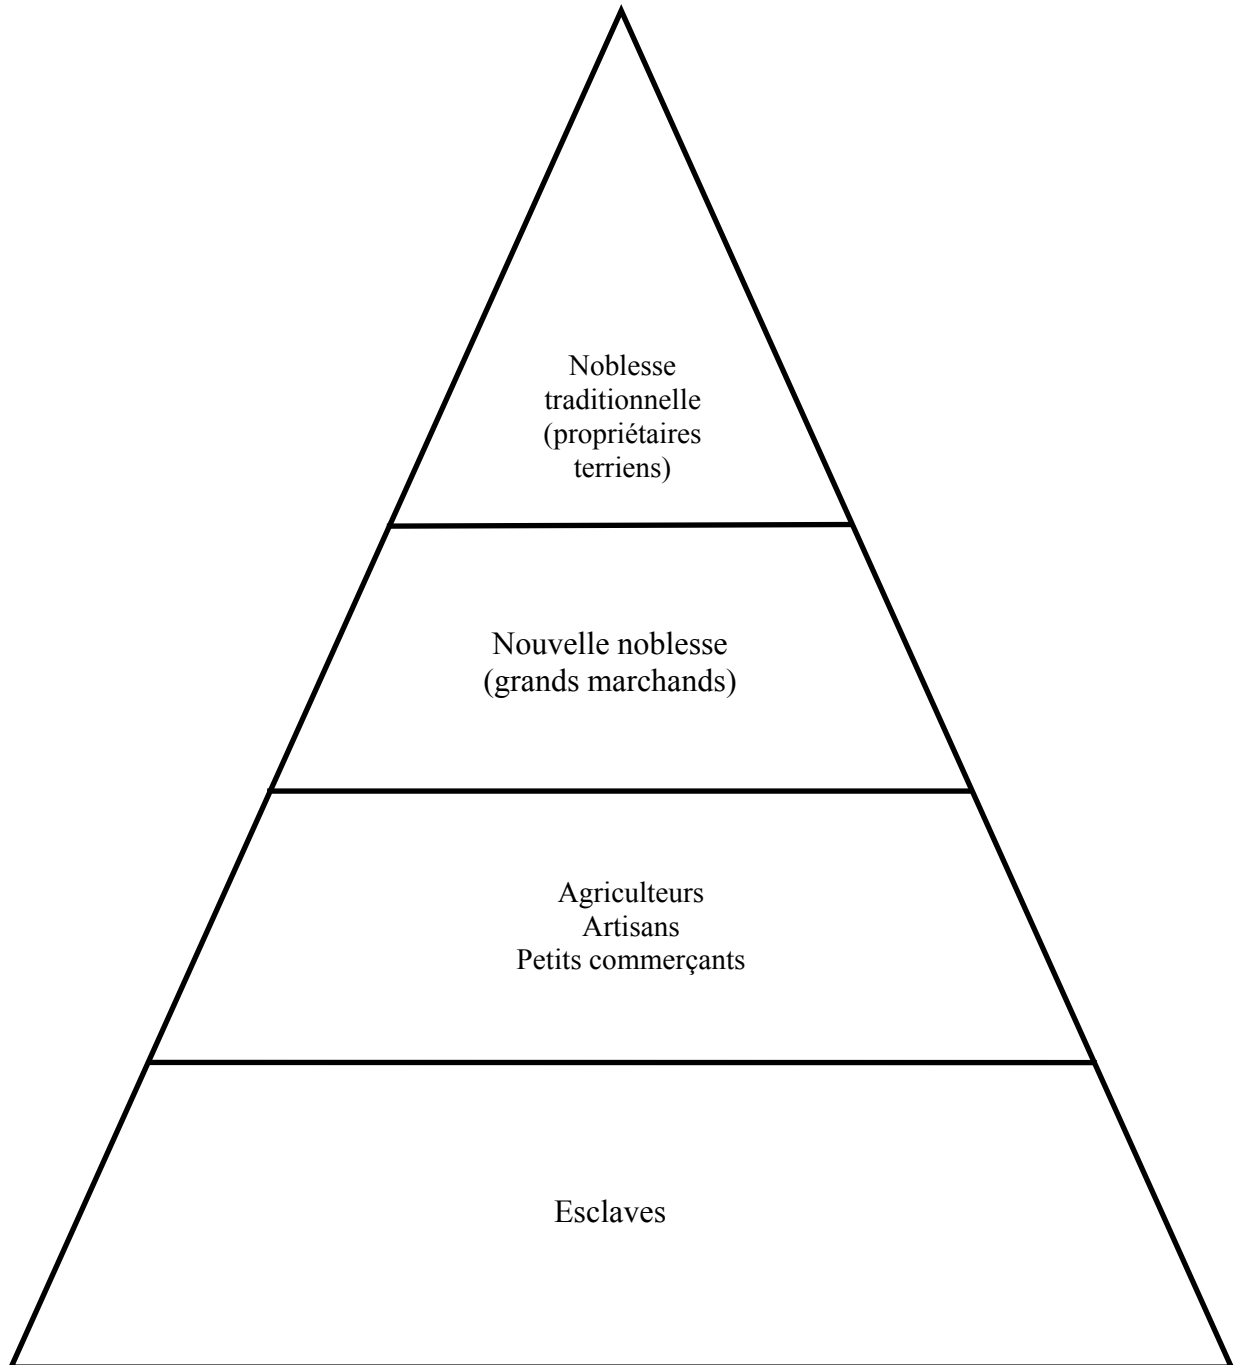 Noblesse
traditionnelle
(propriétaires
terriens)
Nouvelle noblesse
(grands marchands)
Agriculteurs
Artisans
Petits commerçants
Esclaves